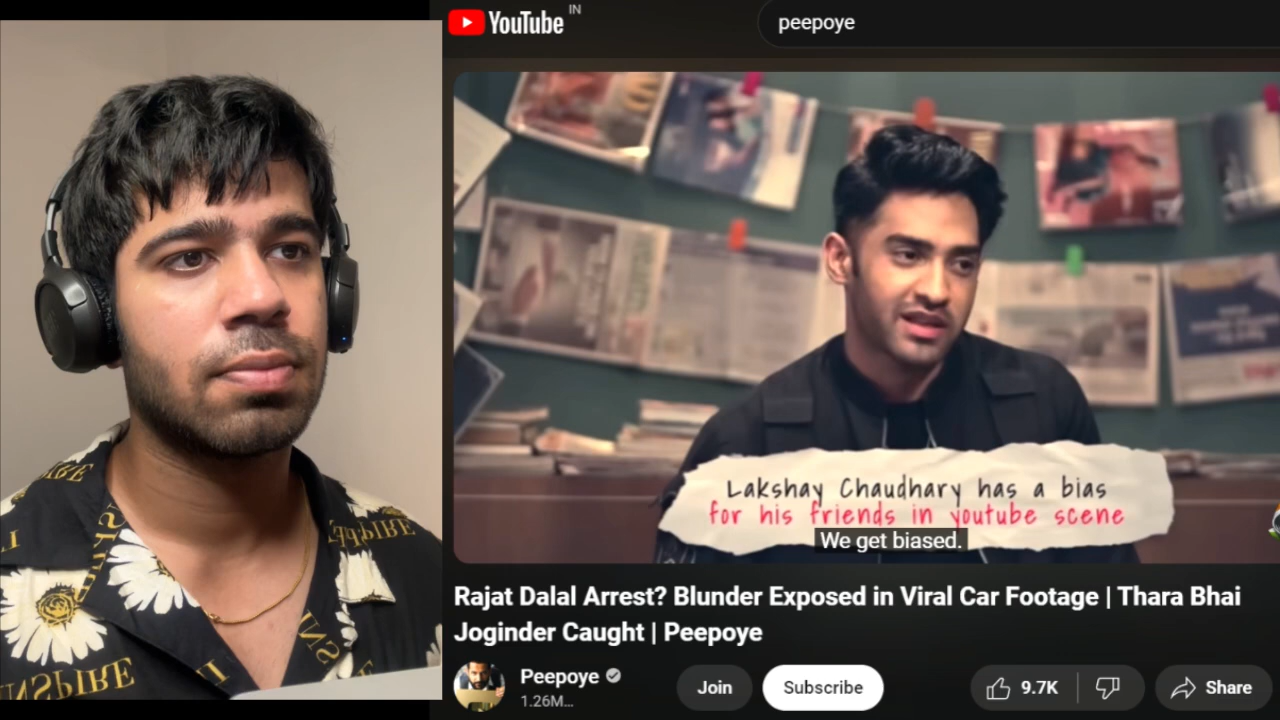 YouTube IN
peepoye
Lakshay Chaudhary has a bias
for his friends in youtube scene
We get biased.
Rajat Dalal Arrest? Blunder Exposed in Viral Car Footage | Thara Bhai
Joginder Caught | Peepoye
Peepoye
1.26M...
Join
Subscribe
9.7K
Share